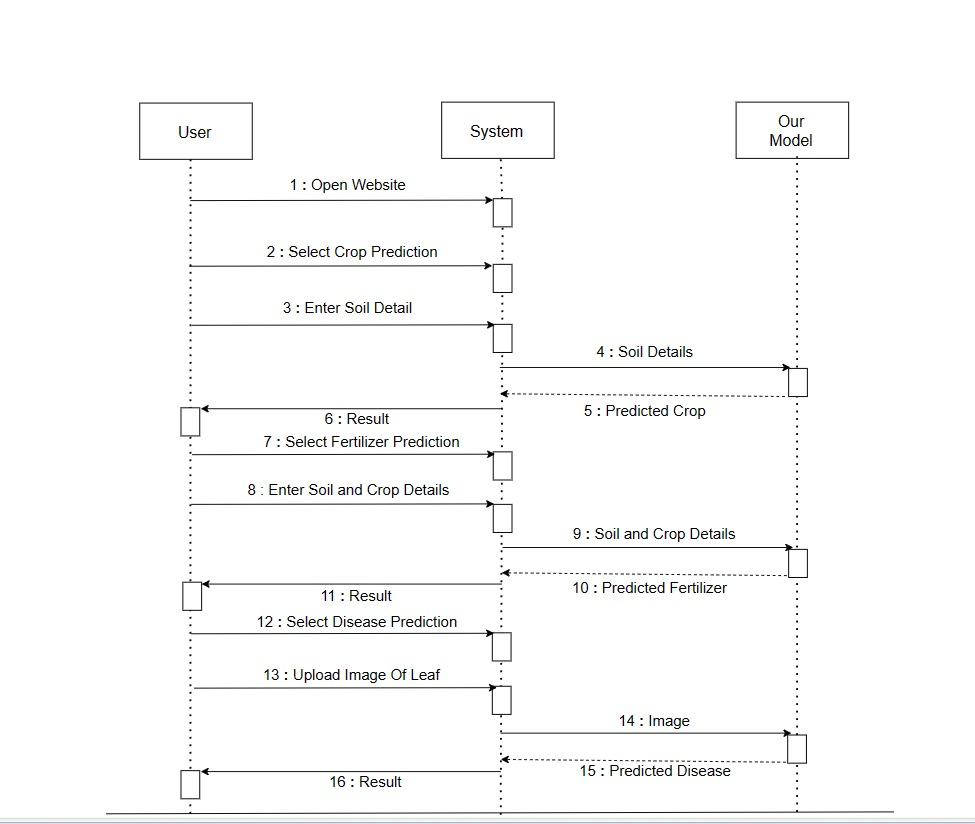 User
System
Our
Model
1 : Open Website
2 : Select Crop Prediction
3 : Enter Soil Detail
4 : Soil Details
5 : Predicted Crop
6 : Result
7 : Select Fertilizer Prediction
8 : Enter Soil and Crop Details
9 : Soil and Crop Details
10 : Predicted Fertilizer
11 : Result
12 : Select Disease Prediction
13 : Upload Image Of Leaf
14 : Image
15 : Predicted Disease
16 : Result